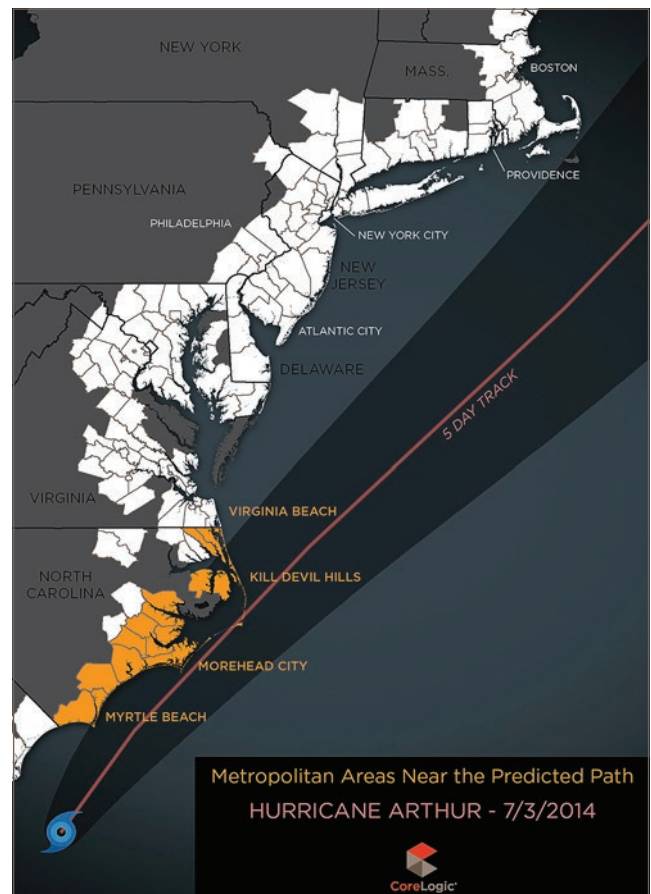 NEW YORK
MASS.
BOSTON
PROVIDENCE
PENNSYLVANIA
PHILADELPHIA
NEW YORK CITY
NEW
JERSEY
ATLANTIC CITY
DELAWARE
5 DAY TRACK
VIRGINIA
VIRGINIA BEACH
NORTH
CAROLINA
KILL DEVIL HILLS
MOREHEAD CITY
MYRTLE BEACH
Metropolitan Areas Near the Predicted Path
HURRICANE ARTHUR - 7/3/2014
CoreLogic®